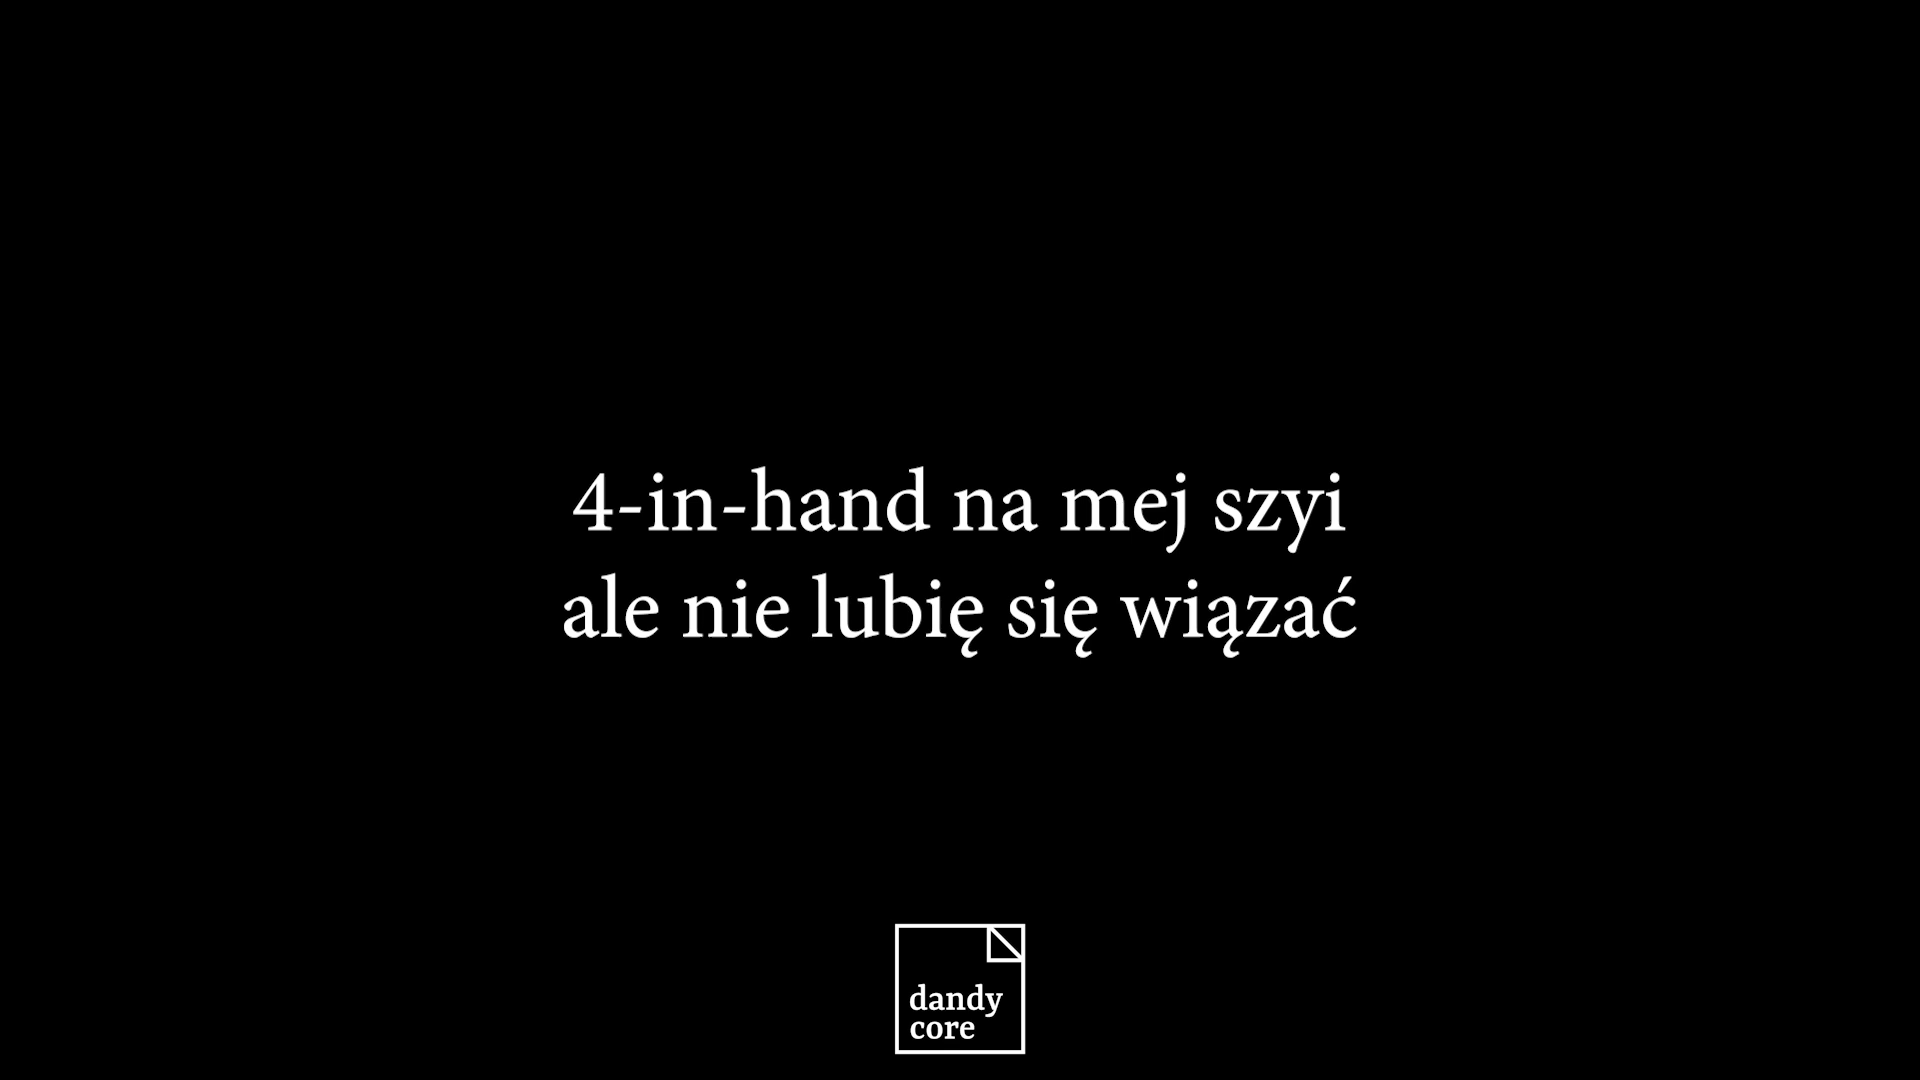 4-in-hand na mej szyi
ale nie lubię się wiązać
dandy
core